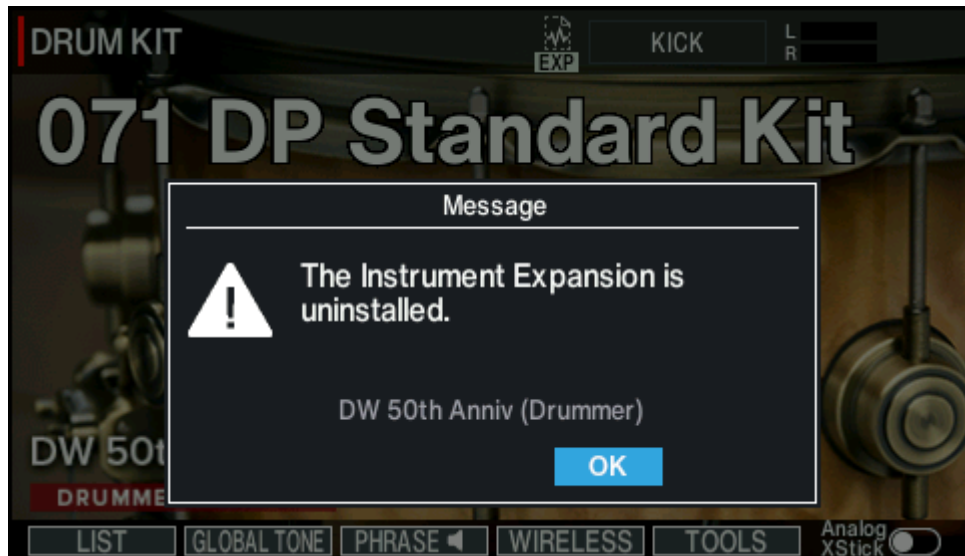 DRUM KIT
EXP
KICK
L
R
071 DP Standard Kit
Message
The Instrument Expansion is
uninstalled.
DW 50th Anniv (Drummer)
OK
DW 50t
DRUMME
LIST
GLOBAL TONE
PHRASE
WIRELESS
TOOLS
Analog
XStick